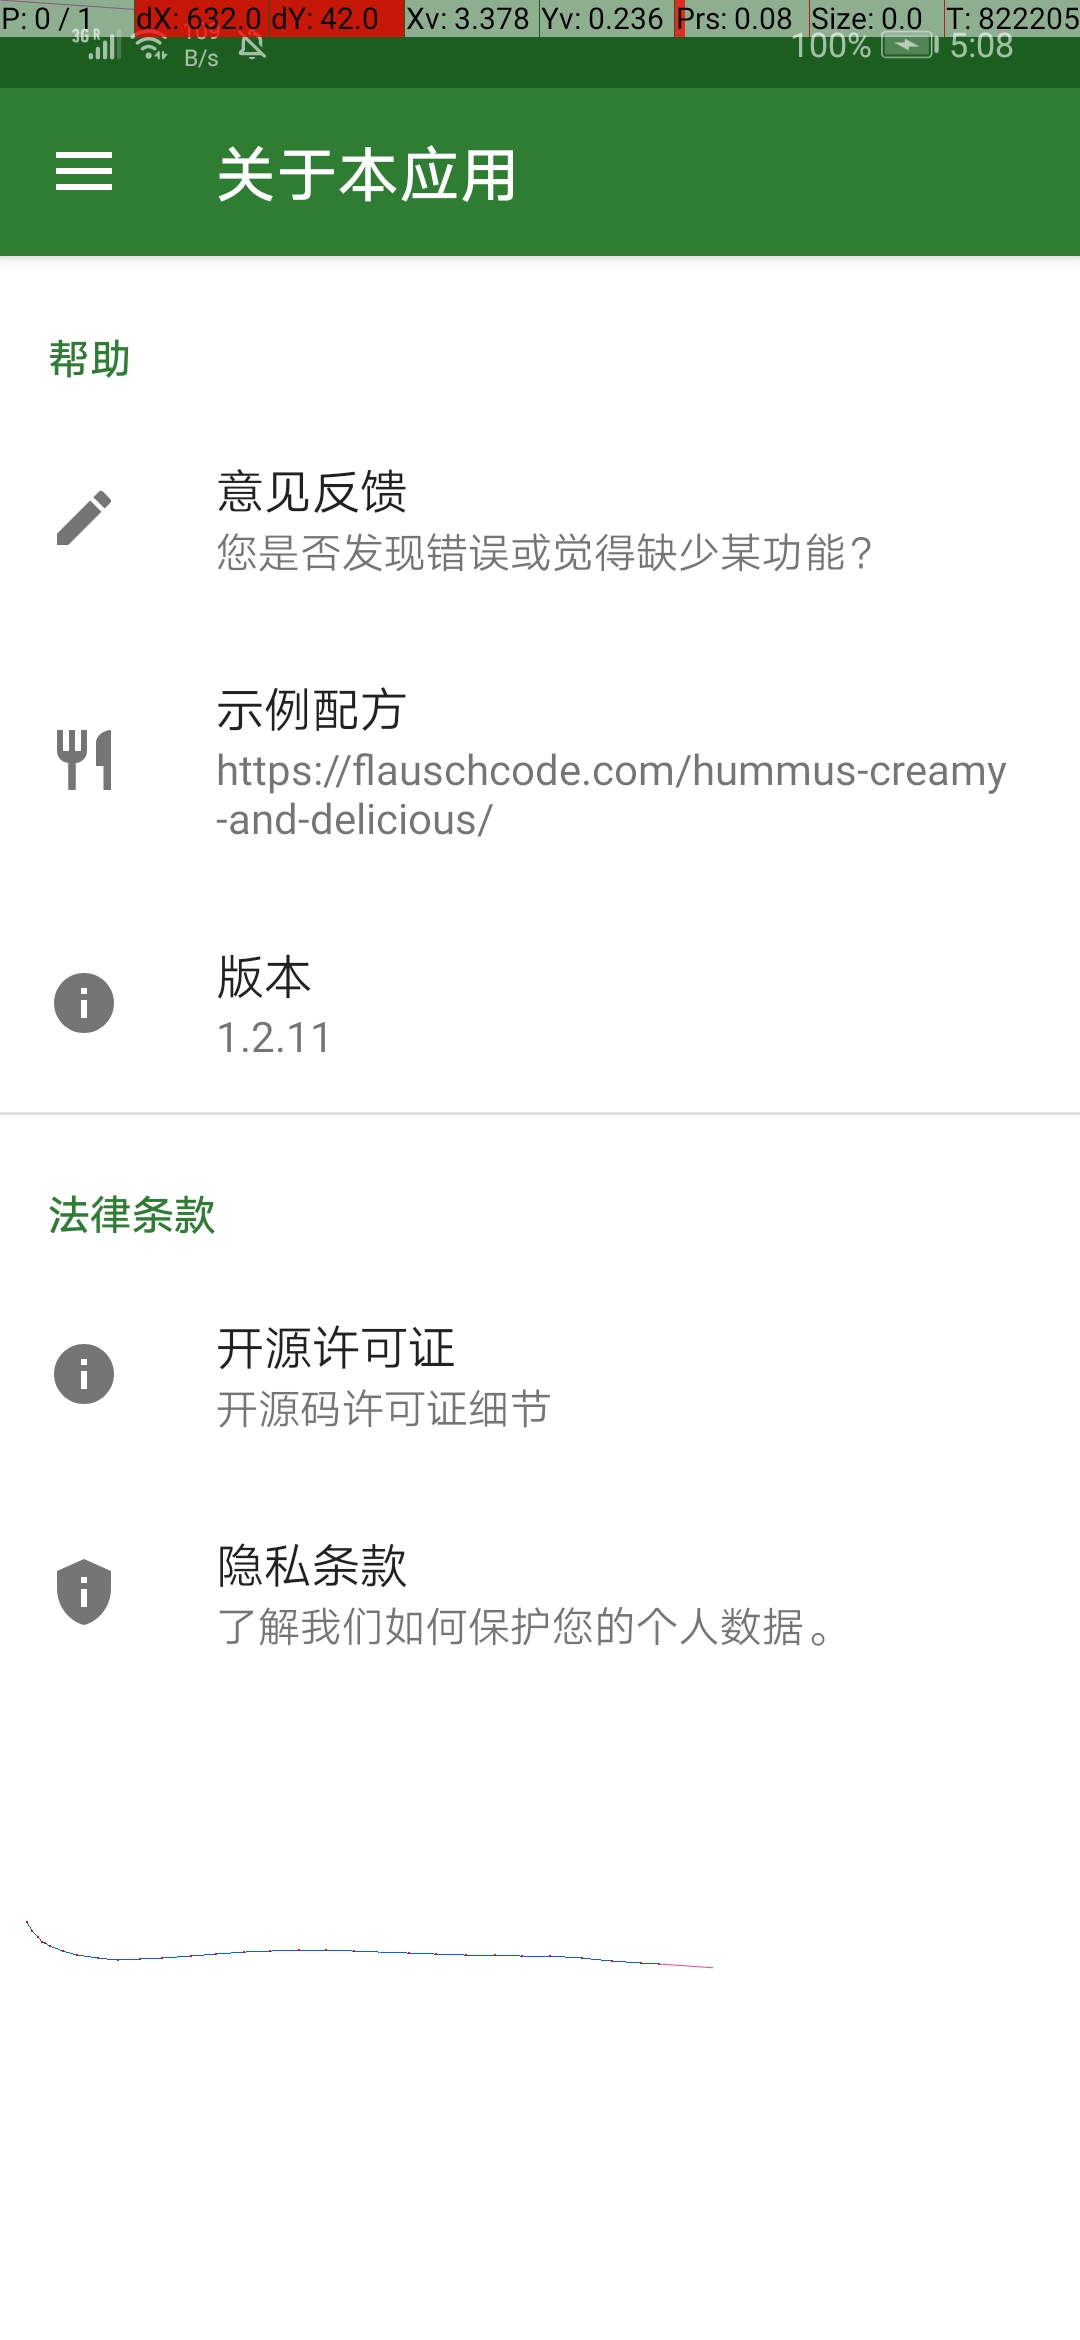 P: 0 / 1 dX: 632.0 dY: 42.0 Xv: 3.378 Yv: 0.236 Prs: 0.08 Size: 0.0 T: 822205
3G R B/s 100% 5:08
关于本应用
帮助
意见反馈
您是否发现错误或觉得缺少某功能？
示例配方
https://flauschcode.com/hummus-creamy
-and-delicious/
版本
1.2.11
法律条款
开源许可证
开源码许可证细节
隐私条款
了解我们如何保护您的个人数据。